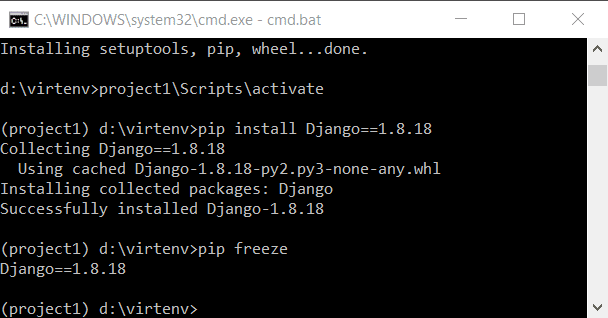 C:\WINDOWS\system32\cmd.exe - cmd.bat
Installing setuptools, pip, wheel...done.
d:\virtenv>project1\Scripts\activate
(project1) d:\virtenv>pip install Django==1.8.18
Collecting Django==1.8.18
  Using cached Django-1.8.18-py2.py3-none-any.whl
Installing collected packages: Django
Successfully installed Django-1.8.18
(project1) d:\virtenv>pip freeze
Django==1.8.18
(project1) d:\virtenv>